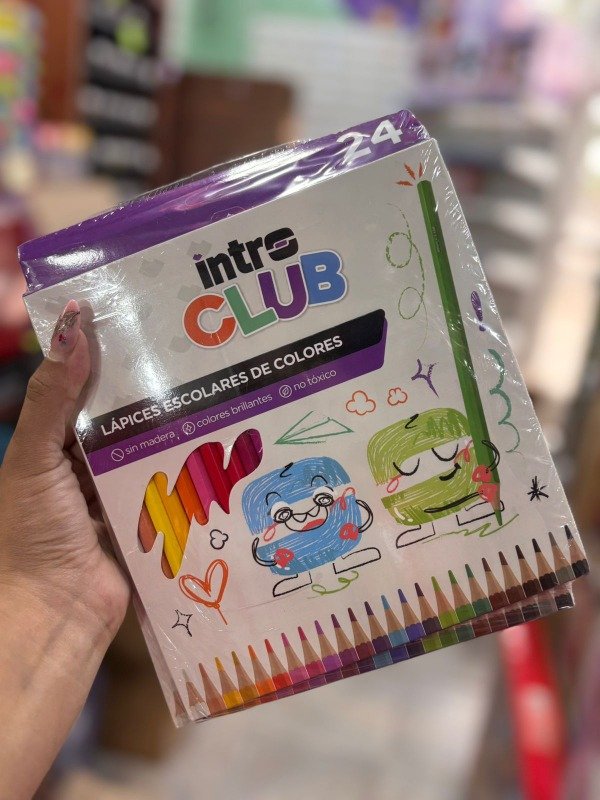 24
intro
CLUB
LÁPICES ESCOLARES DE COLORES
sin madera, colores brillantes no tóxico